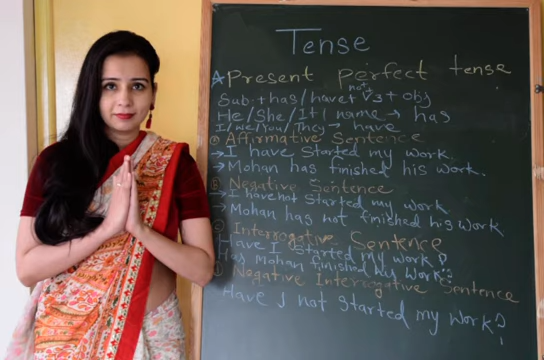 Tense
A Present perfect tense
Sub. + has/have + not V3 + obj
He/She/It/1 name → has
I/we/You/They → have
Affirmative Sentence
→ I have Started my work.
→ Mohan has finished his work.
Negative Sentence
→ I have not started my work
→ Mohan has not finished his work
Interrogative Sentence
Have I started my work?
Has Mohan finished his work?
Negative Interrogative Sentence
Have I not started my work?